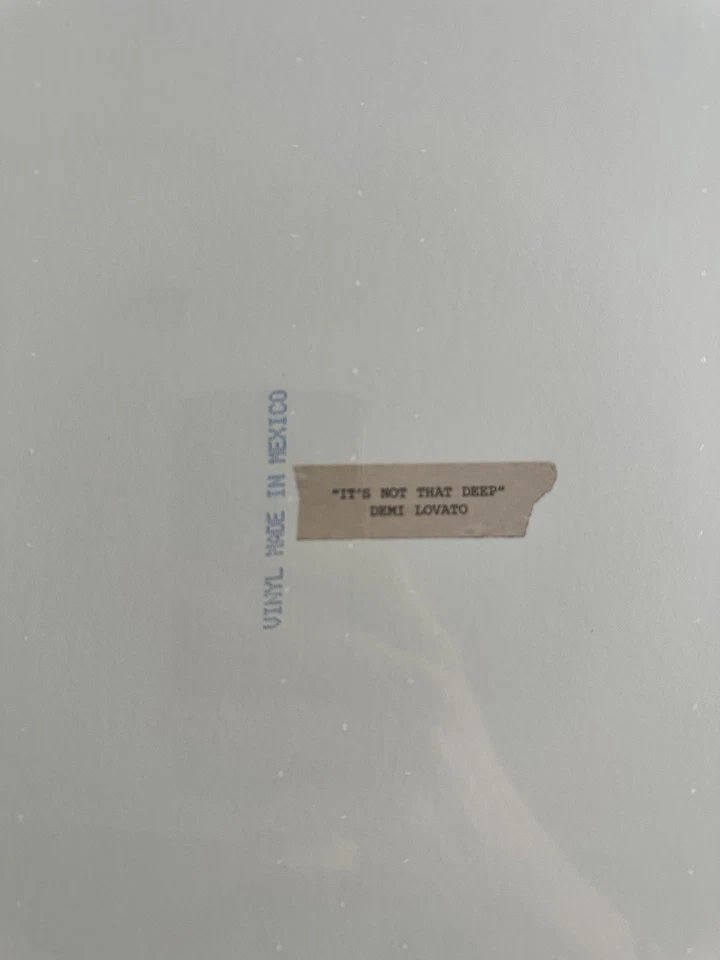 VINYL MADE IN MEXICO
"IT'S NOT THAT DEEP"
DEMI LOVATO